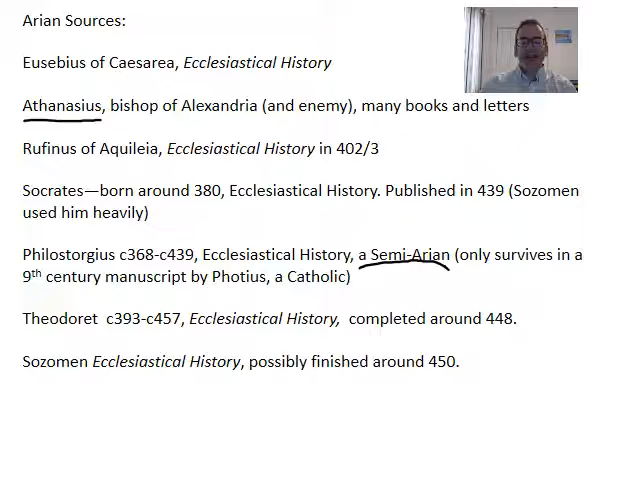 Arian Sources:
Eusebius of Caesarea, Ecclesiastical History
Athanasius, bishop of Alexandria (and enemy), many books and letters
Rufinus of Aquileia, Ecclesiastical History in 402/3
Socrates—born around 380, Ecclesiastical History. Published in 439 (Sozomen
used him heavily)
Philostorgius c368-c439, Ecclesiastical History, a Semi-Arian (only survives in a
9th century manuscript by Photius, a Catholic)
Theodoret  c393-c457, Ecclesiastical History,  completed around 448.
Sozomen Ecclesiastical History, possibly finished around 450.